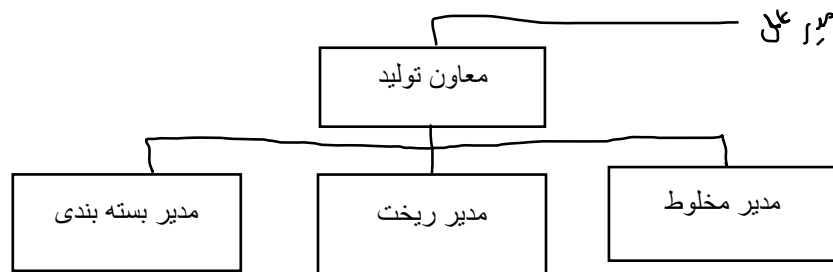 مدیر عامل
معاون تولید
مدیر مخلوط
مدیر ریخت
مدیر بسته بندی